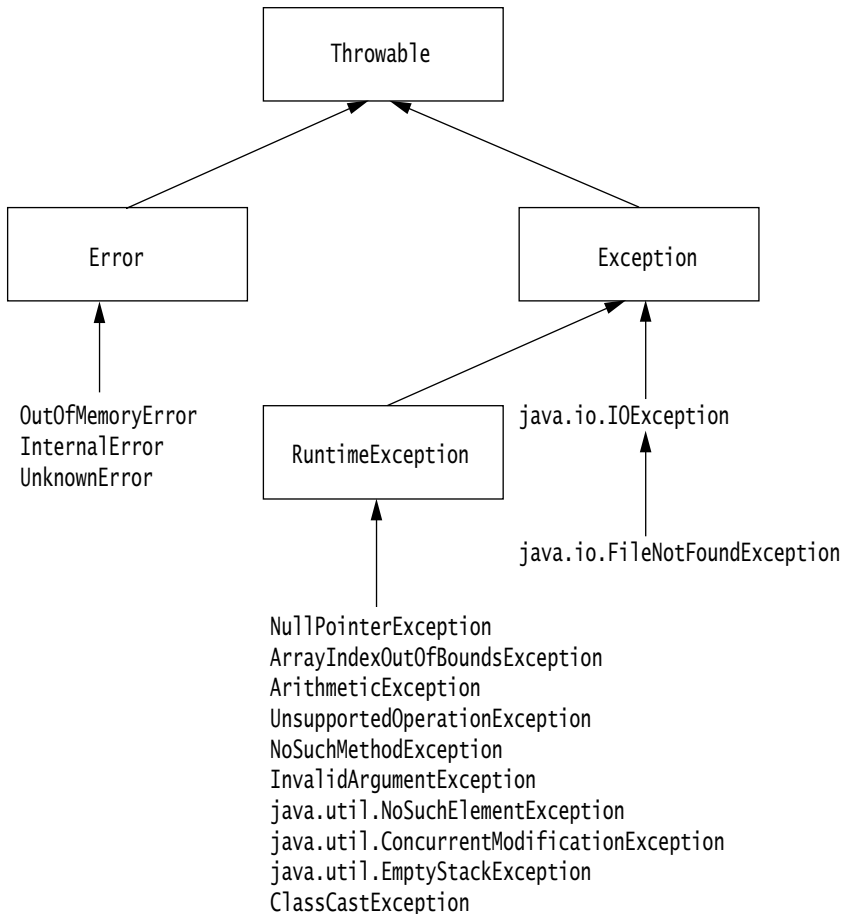 Throwable
Error
Exception
OutOfMemoryError
InternalError
UnknownError
RuntimeException
java.io.IOException
java.io.FileNotFoundException
NullPointerException
ArrayIndexOutOfBoundsException
ArithmeticException
UnsupportedOperationException
NoSuchMethodException
InvalidArgumentException
java.util.NoSuchElementException
java.util.ConcurrentModificationException
java.util.EmptyStackException
ClassCastException